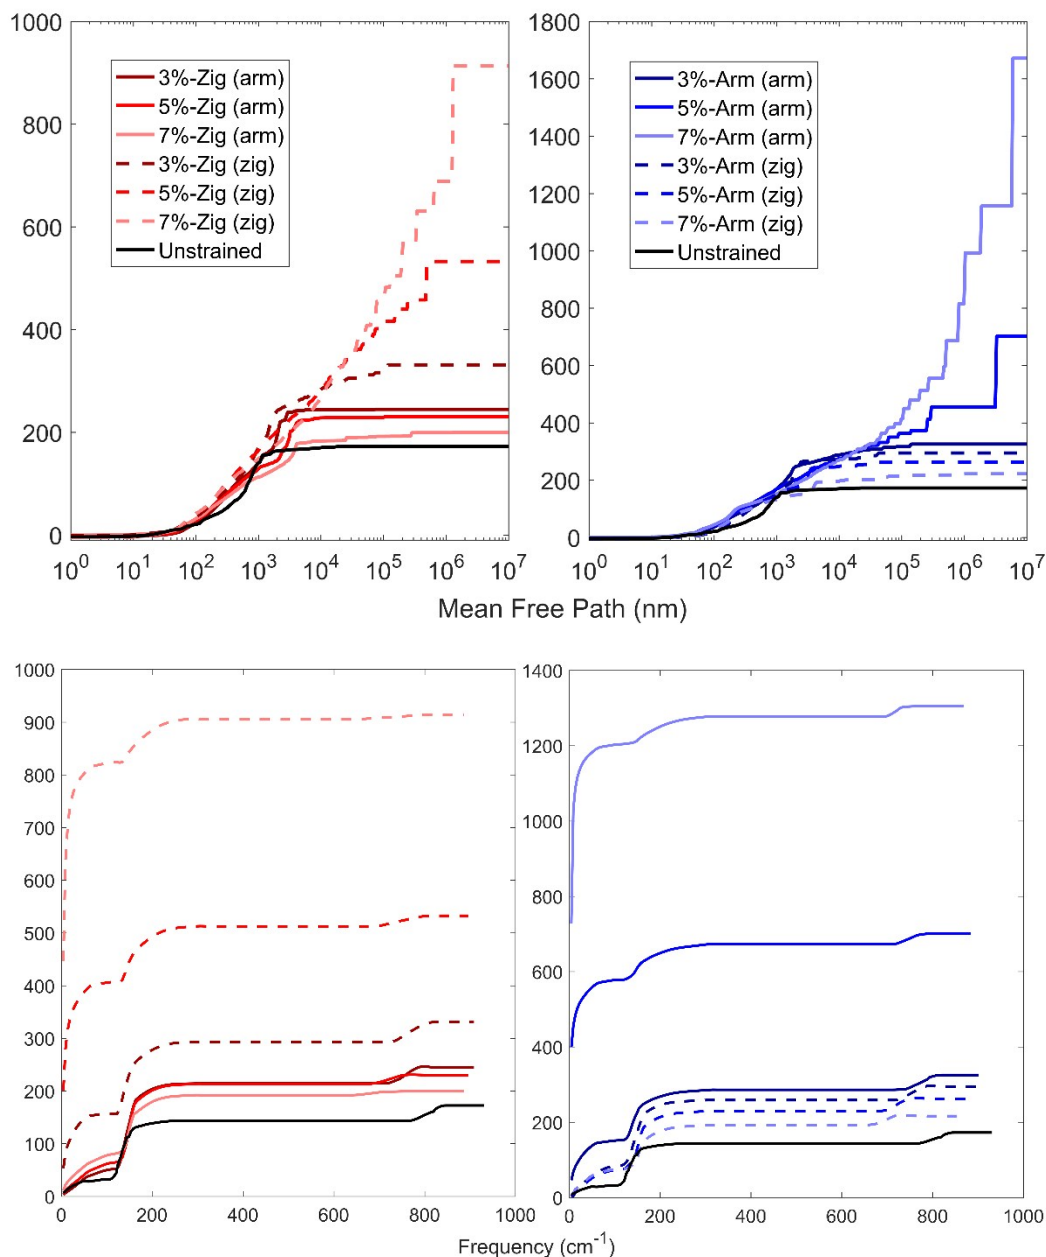 1000
800
600
400
200
0
3%-Zig (arm)
5%-Zig (arm)
7%-Zig (arm)
3%-Zig (zig)
5%-Zig (zig)
7%-Zig (zig)
Unstrained
10^0 10^1 10^2 10^3 10^4 10^5 10^6 10^7
1800
1600
1400
1200
1000
800
600
400
200
0
3%-Arm (arm)
5%-Arm (arm)
7%-Arm (arm)
3%-Arm (zig)
5%-Arm (zig)
7%-Arm (zig)
Unstrained
10^0 10^1 10^2 10^3 10^4 10^5 10^6 10^7
Mean Free Path (nm)
1000
900
800
700
600
500
400
300
200
100
0
0 200 400 600 800 1000
1400
1200
1000
800
600
400
200
0
0 200 400 600 800 1000
Frequency (cm^-1)